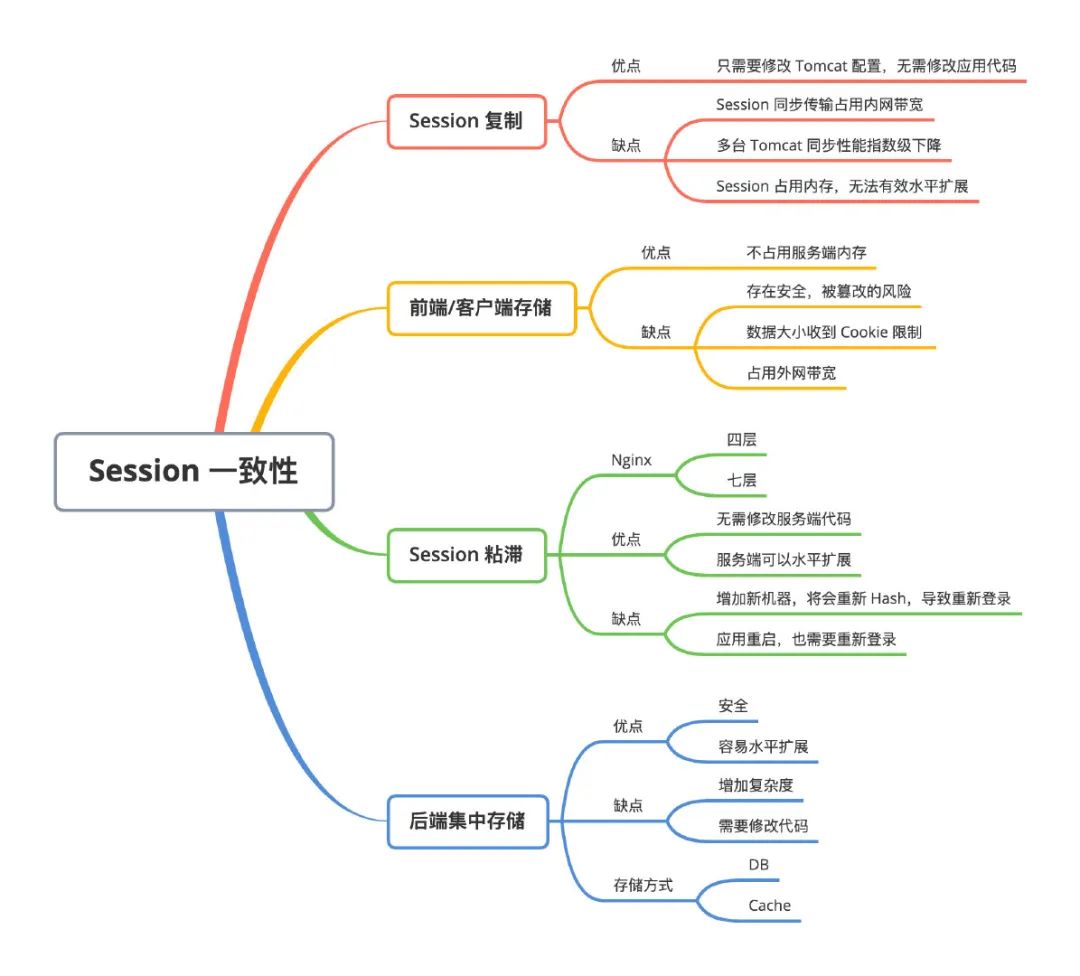 Session 一致性
Session 复制
优点
只需要修改 Tomcat 配置，无需修改应用代码
缺点
Session 同步传输占用内网带宽
多台 Tomcat 同步性能指数级下降
Session 占用内存，无法有效水平扩展
前端/客户端存储
优点
不占用服务端内存
缺点
存在安全，被篡改的风险
数据大小收到 Cookie 限制
占用外网带宽
Session 粘滞
Nginx
四层
七层
优点
无需修改服务端代码
服务端可以水平扩展
缺点
增加新机器，将会重新 Hash，导致重新登录
应用重启，也需要重新登录
后端集中存储
优点
安全
容易水平扩展
缺点
增加复杂度
需要修改代码
存储方式
DB
Cache